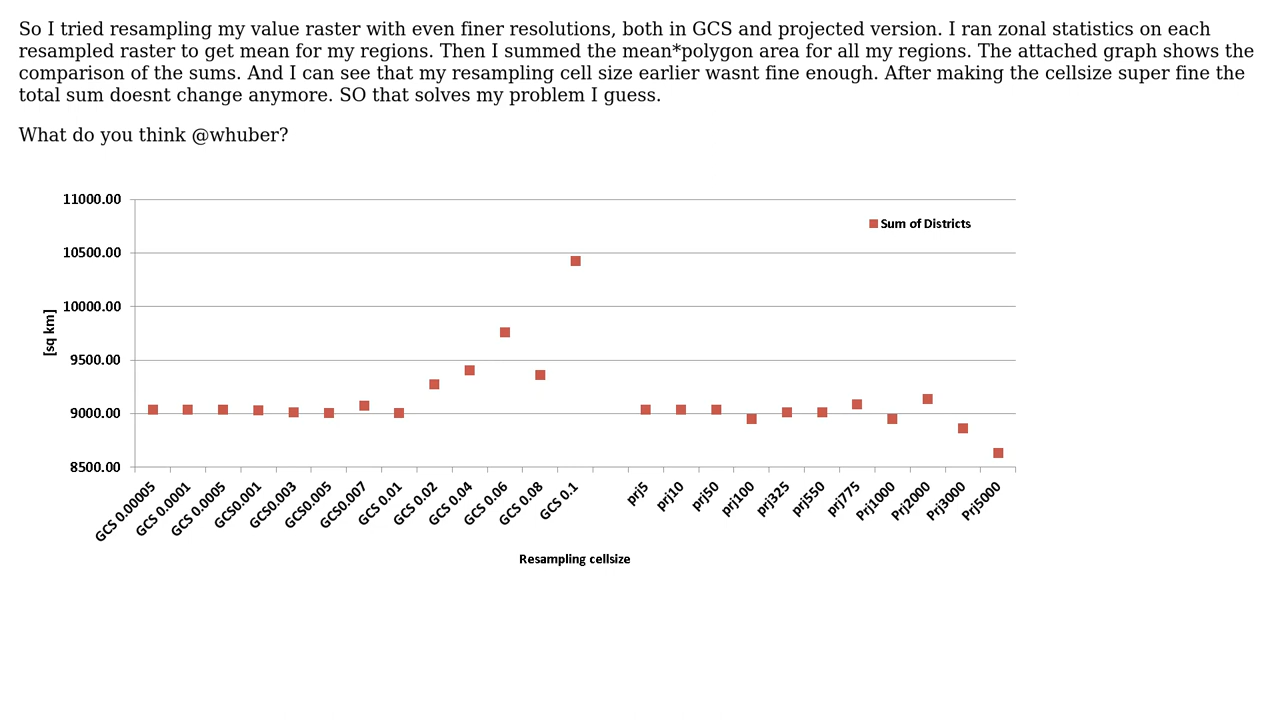 So I tried resampling my value raster with even finer resolutions, both in GCS and projected version. I ran zonal statistics on each
resampled raster to get mean for my regions. Then I summed the mean*polygon area for all my regions. The attached graph shows the
comparison of the sums. And I can see that my resampling cell size earlier wasnt fine enough. After making the cellsize super fine the
total sum doesnt change anymore. SO that solves my problem I guess.
What do you think @whuber?
11000.00
Sum of Districts
10500.00
10000.00
[sq km]
9500.00
9000.00
8500.00
GCS 0.00005
GCS 0.0001
GCS 0.0005
GCS0.001
GCS0.003
GCS0.005
GCS0.007
GCS 0.01
GCS 0.02
GCS 0.04
GCS 0.06
GCS 0.08
GCS 0.1
prj5
prj10
prj50
prj100
prj325
prj550
prj775
Prj1000
Prj2000
Prj3000
Prj5000
Resampling cellsize